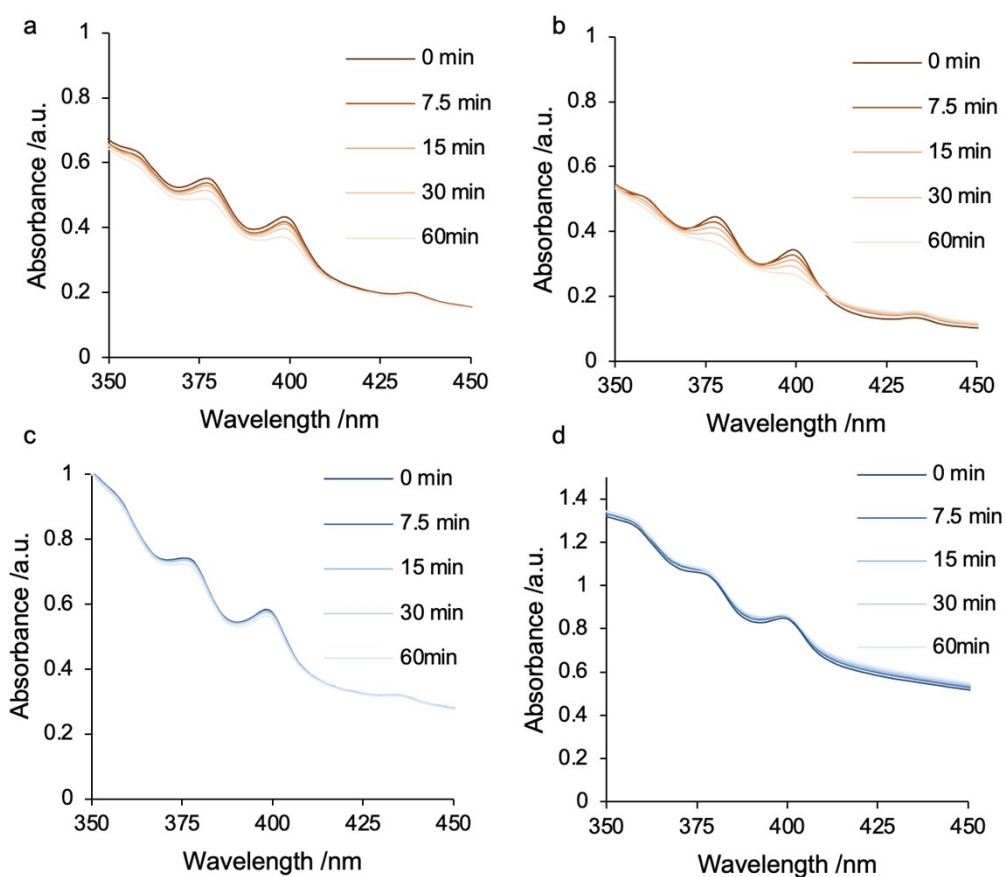 a
1
0.8
0.6
0.4
0.2
0
Absorbance /a.u.
350 375 400 425 450
Wavelength /nm
0 min
7.5 min
15 min
30 min
60min
b
1
0.8
0.6
0.4
0.2
0
Absorbance /a.u.
350 375 400 425 450
Wavelength /nm
0 min
7.5 min
15 min
30 min
60min
c
1
0.8
0.6
0.4
0.2
0
Absorbance /a.u.
350 375 400 425 450
Wavelength /nm
0 min
7.5 min
15 min
30 min
60min
d
1.4
1.2
1
0.8
0.6
0.4
0.2
0
Absorbance /a.u.
350 375 400 425 450
Wavelength /nm
0 min
7.5 min
15 min
30 min
60min